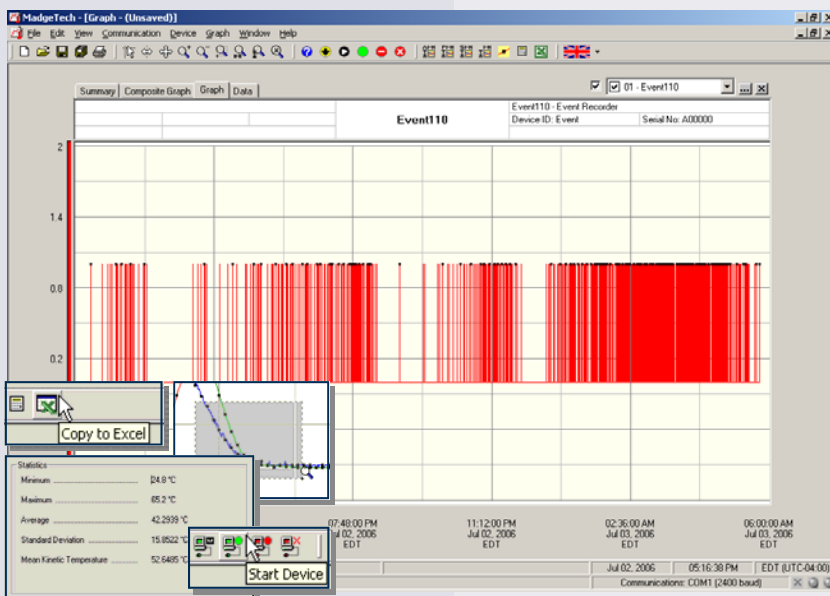 MadgeTech - [Graph - (Unsaved)]
File Edit View Communication Device Graph Window Help
Summary Composite Graph Graph Data
01 - Event110
Event110
Event110 - Event Recorder
Device ID: Event Serial No: A00000
2
1.4
0.8
0.2
Copy to Excel
Statistics
Minimum 24.8 °C
Maximum 65.2 °C
Average 42.2939 °C
Standard Deviation 15.8522 °C
Mean Kinetic Temperature 52.6485 °C
Start Device
07:48:00 PM 11:12:00 PM 02:36:00 AM 06:00:00 AM
Jul 02, 2006 Jul 02, 2006 Jul 03, 2006 Jul 03, 2006
EDT EDT EDT EDT
Jul 02, 2006 05:16:38 PM EDT (UTC-04:00)
Communications: COM1 (2400 baud)